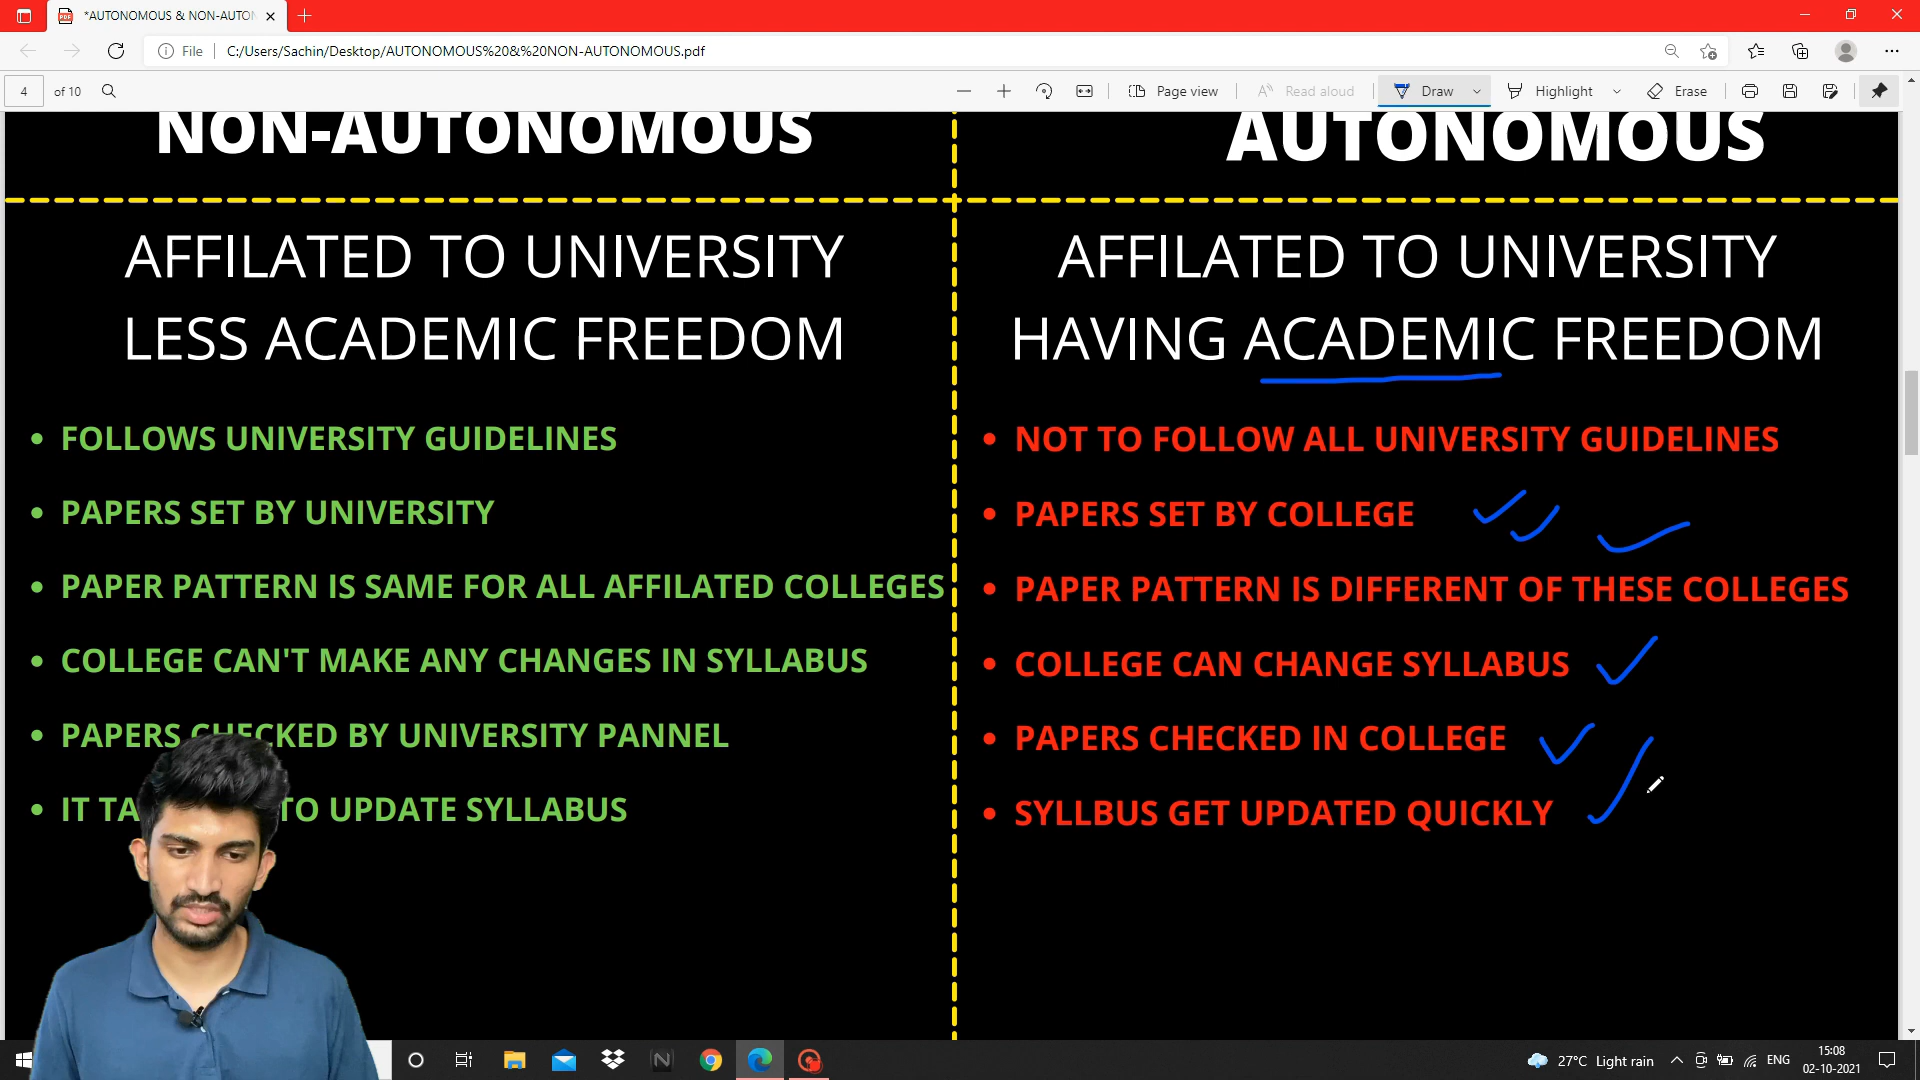 *AUTONOMOUS & NON-AUTON
File
C:/Users/Sachin/Desktop/AUTONOMOUS%20&%20NON-AUTONOMOUS.pdf
4 of 10
Page view
Read aloud
Draw
Highlight
Erase
NON-AUTONOMOUS
AFFILATED TO UNIVERSITY
LESS ACADEMIC FREEDOM
• FOLLOWS UNIVERSITY GUIDELINES
• PAPERS SET BY UNIVERSITY
• PAPER PATTERN IS SAME FOR ALL AFFILATED COLLEGES
• COLLEGE CAN'T MAKE ANY CHANGES IN SYLLABUS
• PAPERS CHECKED BY UNIVERSITY PANNEL
• IT TO UPDATE SYLLABUS
AUTONOMOUS
AFFILATED TO UNIVERSITY
HAVING ACADEMIC FREEDOM
• NOT TO FOLLOW ALL UNIVERSITY GUIDELINES
• PAPERS SET BY COLLEGE
• PAPER PATTERN IS DIFFERENT OF THESE COLLEGES
• COLLEGE CAN CHANGE SYLLABUS
• PAPERS CHECKED IN COLLEGE
• SYLLBUS GET UPDATED QUICKLY
27°C Light rain
ENG
15:08
02-10-2021